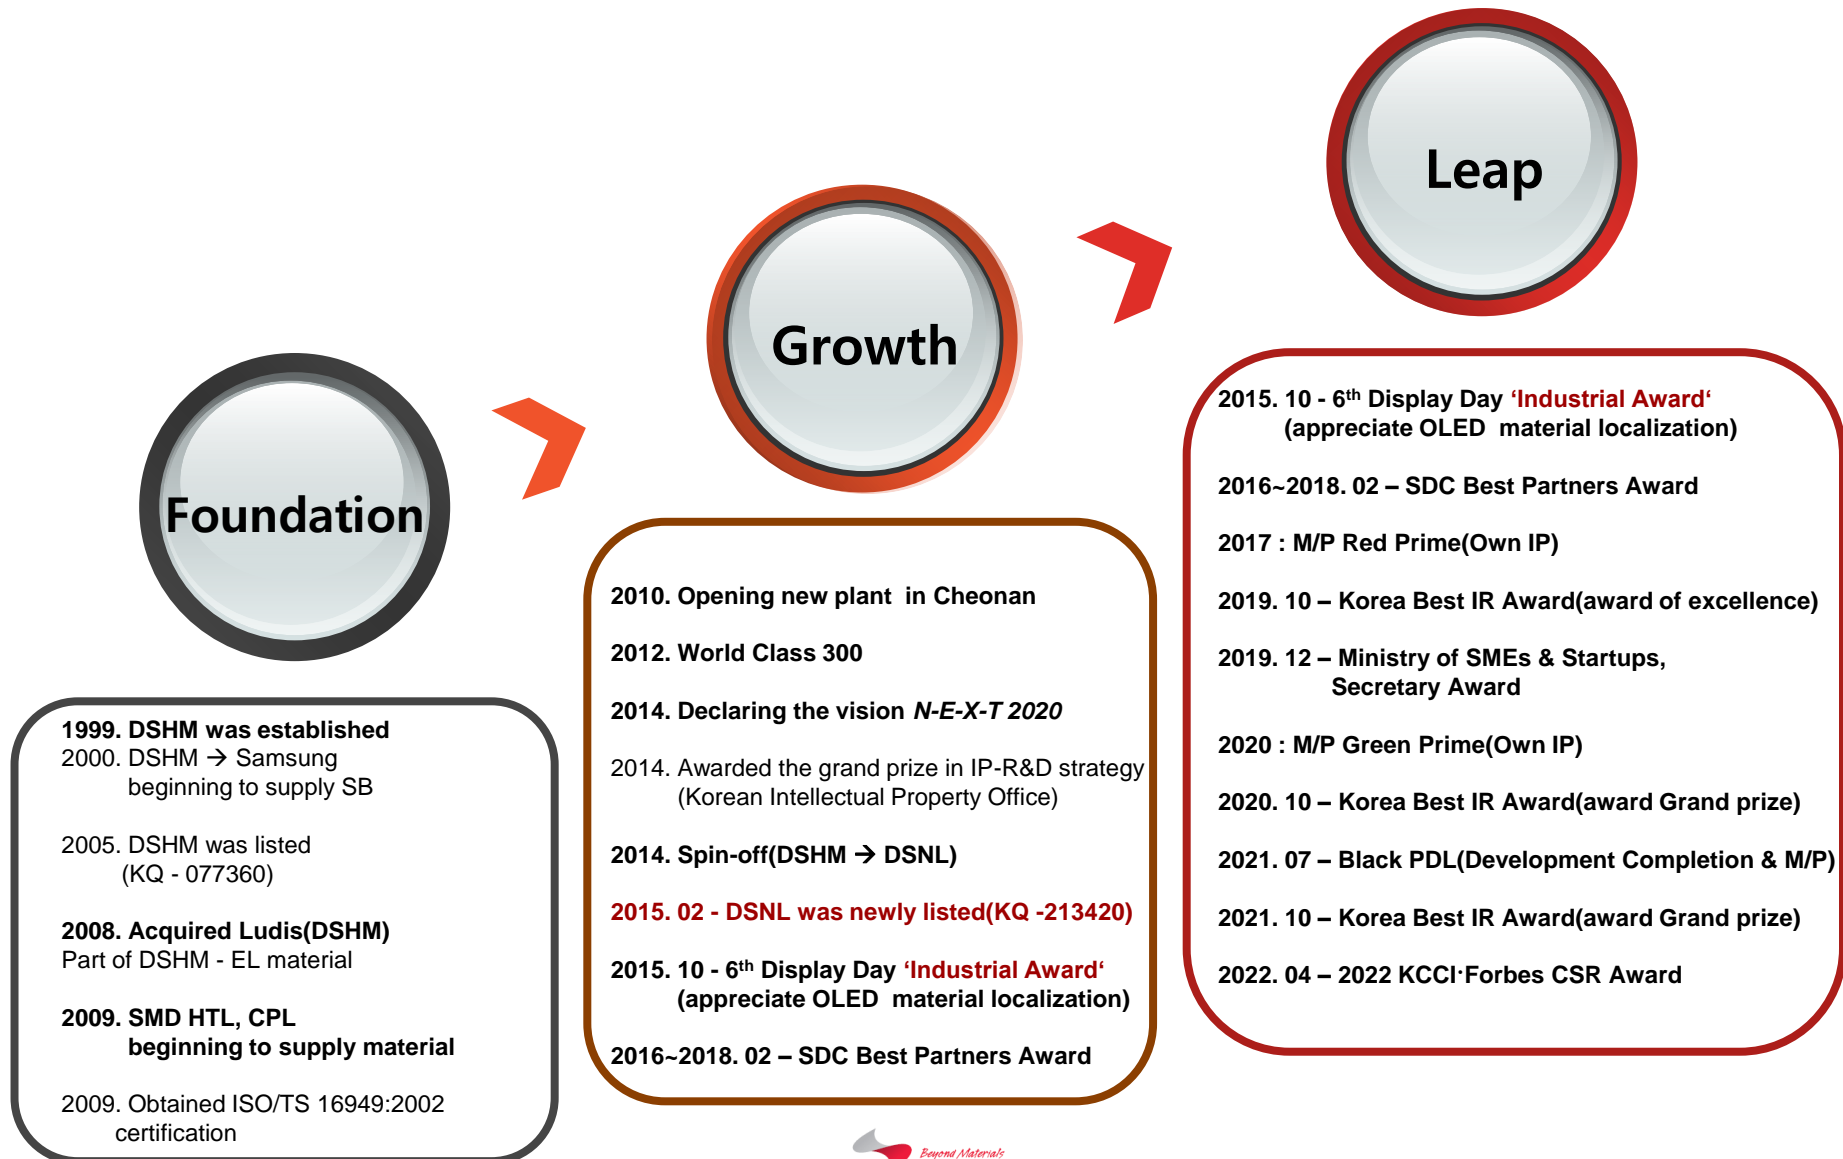 Foundation
1999. DSHM was established
2000. DSHM → Samsung
beginning to supply SB
2005. DSHM was listed
(KQ - 077360)
2008. Acquired Ludis(DSHM)
Part of DSHM - EL material
2009. SMD HTL, CPL
beginning to supply material
2009. Obtained ISO/TS 16949:2002
certification
Growth
2010. Opening new plant in Cheonan
2012. World Class 300
2014. Declaring the vision N-E-X-T 2020
2014. Awarded the grand prize in IP-R&D strategy
(Korean Intellectual Property Office)
2014. Spin-off(DSHM → DSNL)
2015. 02 - DSNL was newly listed(KQ -213420)
2015. 10 - 6th Display Day ‘Industrial Award‘
(appreciate OLED material localization)
2016~2018. 02 – SDC Best Partners Award
Leap
2015. 10 - 6th Display Day ‘Industrial Award‘
(appreciate OLED material localization)
2016~2018. 02 – SDC Best Partners Award
2017 : M/P Red Prime(Own IP)
2019. 10 – Korea Best IR Award(award of excellence)
2019. 12 – Ministry of SMEs & Startups,
Secretary Award
2020 : M/P Green Prime(Own IP)
2020. 10 – Korea Best IR Award(award Grand prize)
2021. 07 – Black PDL(Development Completion & M/P)
2021. 10 – Korea Best IR Award(award Grand prize)
2022. 04 – 2022 KCCI·Forbes CSR Award
Beyond Materials